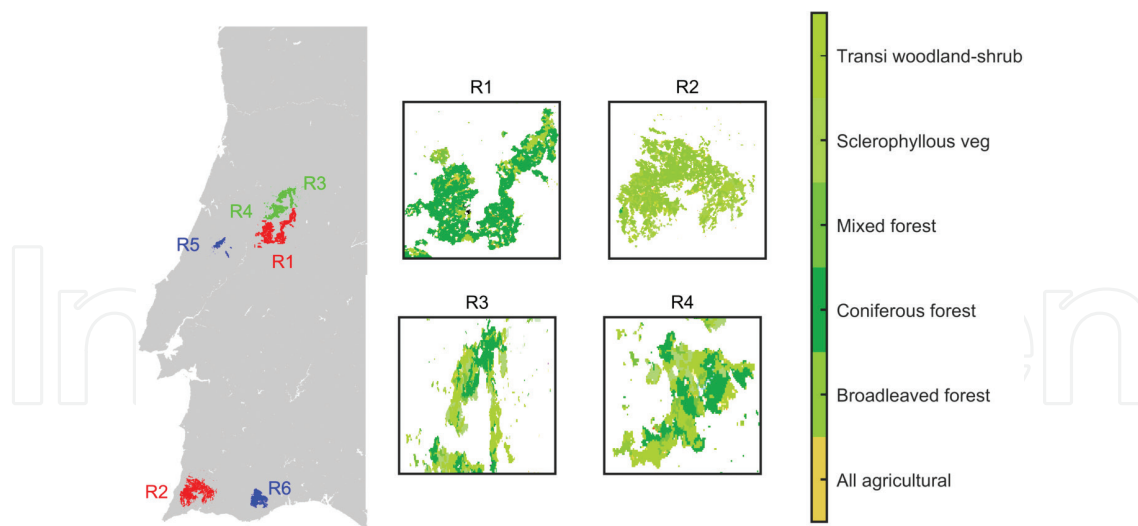 R3
R4
R5
R1
R2
R6
R1
R2
R3
R4
Transi woodland-shrub
Sclerophyllous veg
Mixed forest
Coniferous forest
Broadleaved forest
All agricultural